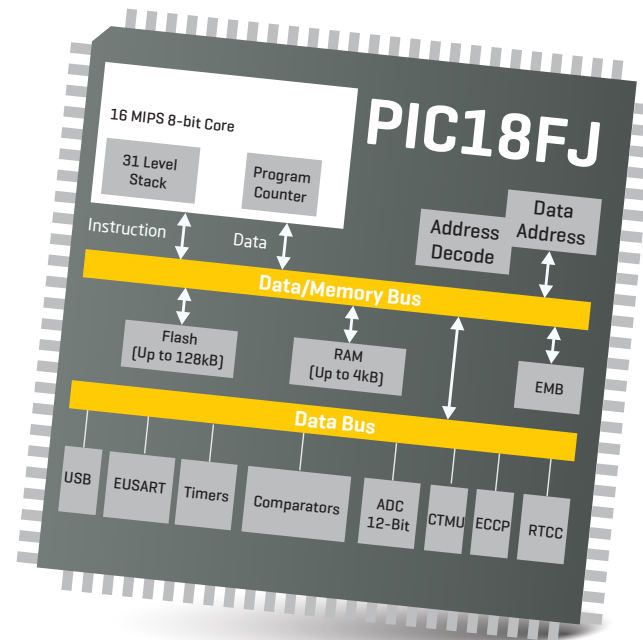 PIC18FJ
16 MIPS 8-bit Core
31 Level
Stack
Program
Counter
Instruction
Data
Address
Decode
Data
Address
Data/Memory Bus
Flash
(Up to 128kB)
RAM
(Up to 4kB)
EMB
Data Bus
USB
EUSART
Timers
Comparators
ADC
12-Bit
CTMU
ECCP
RTCC